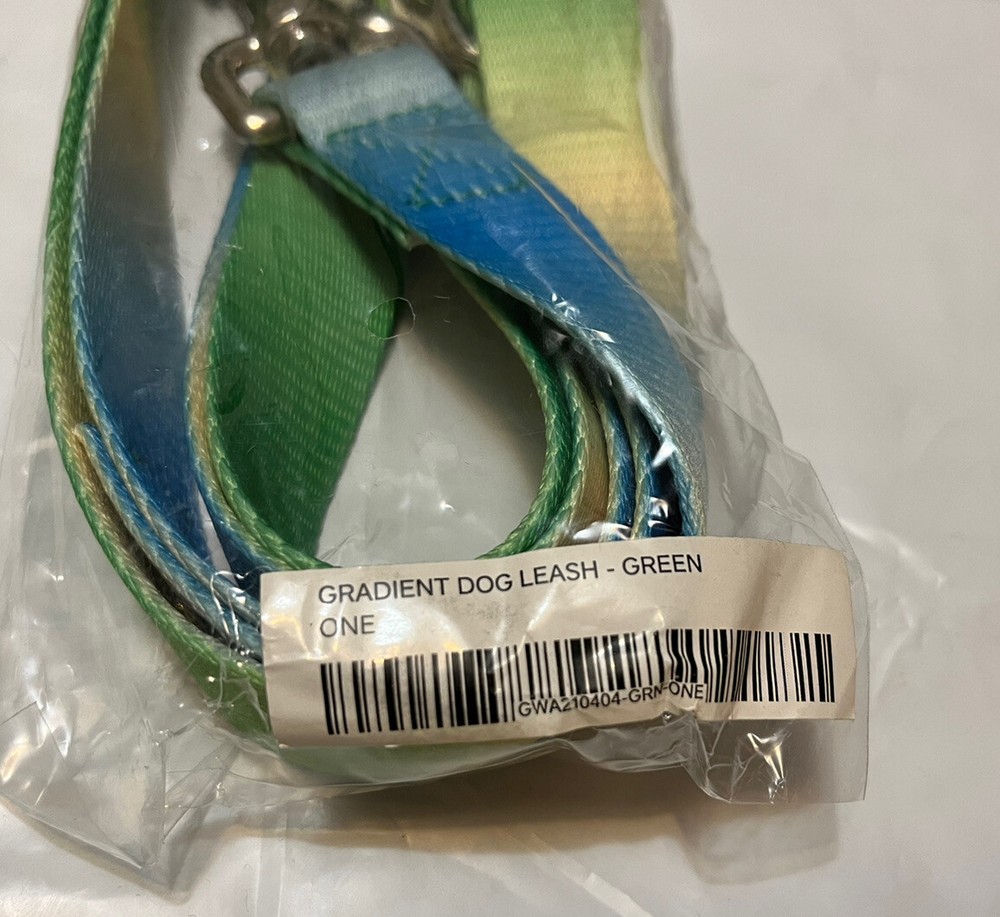 GRADIENT DOG LEASH - GREEN
ONE
GWA210404-GRN-ONE